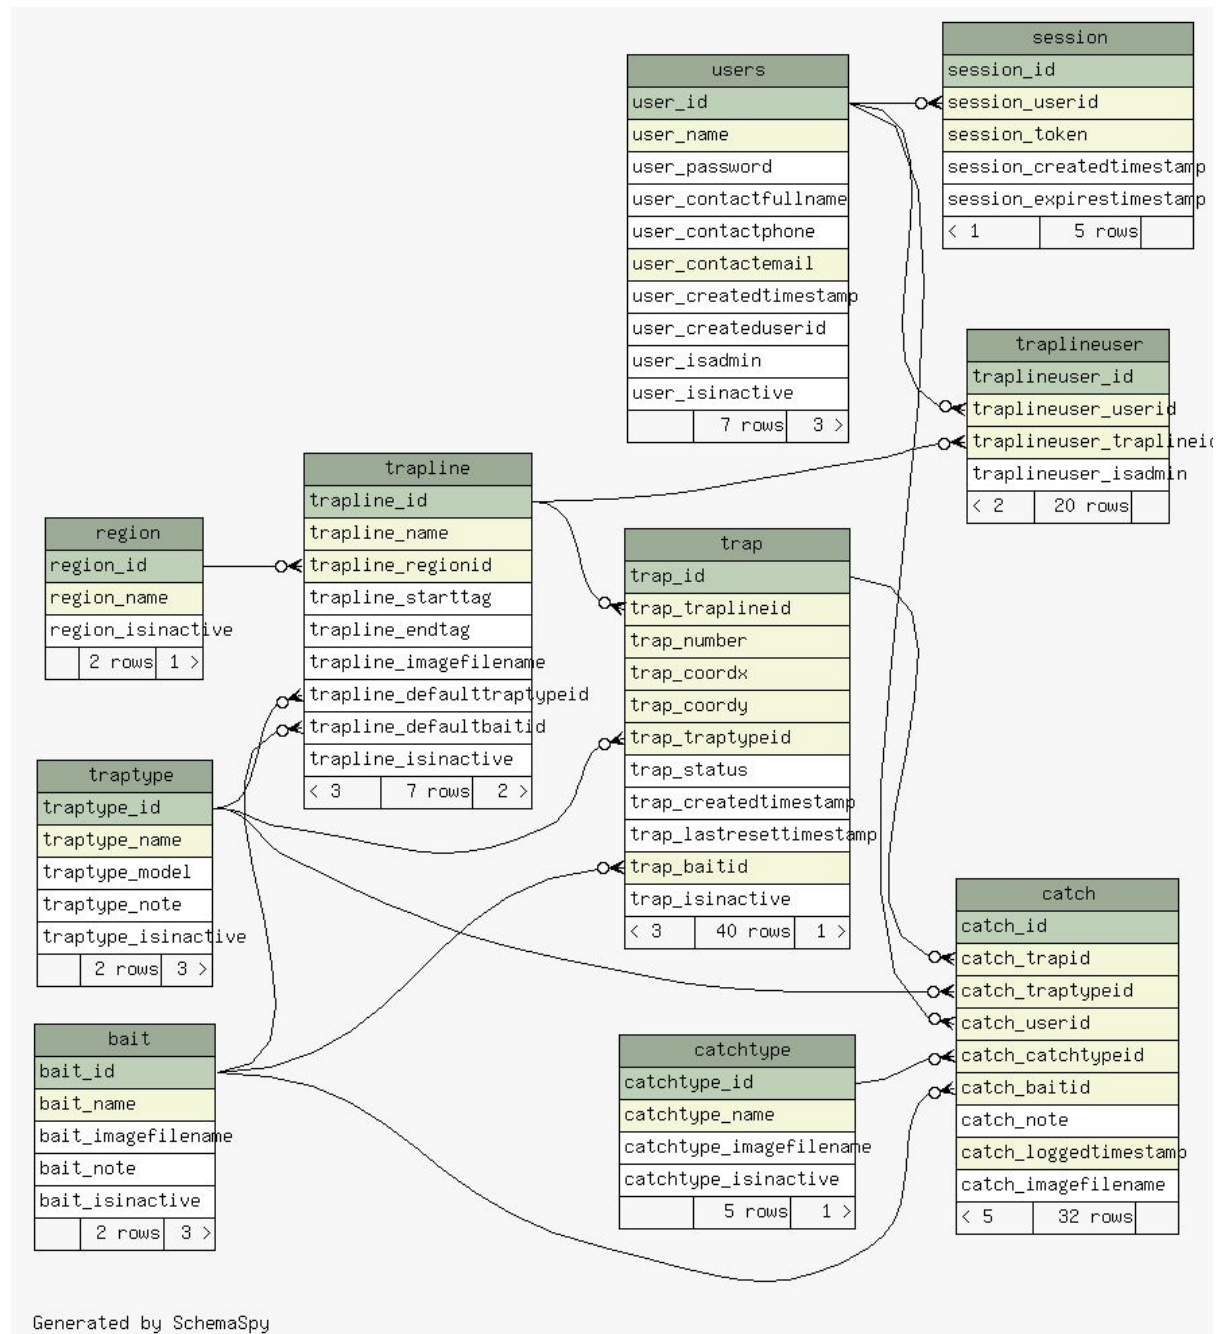 session
session_id
session_userid
session_token
session_createdtimestamp
session_expirestimestamp
< 1 5 rows
users
user_id
user_name
user_password
user_contactfullname
user_contactphone
user_contactemail
user_createdtimestamp
user_createduserid
user_isadmin
user_isinactive
7 rows 3 >
traplineuser
traplineuser_id
traplineuser_userid
traplineuser_traplineid
traplineuser_isadmin
< 2 20 rows
trapline
trapline_id
trapline_name
trapline_regionid
trapline_starttag
trapline_endtag
trapline_imagefilename
trapline_defaulttraptypeid
trapline_defaultbaitid
trapline_isinactive
< 3 7 rows 2 >
region
region_id
region_name
region_isinactive
2 rows 1 >
trap
trap_id
trap_traplineid
trap_number
trap_coordx
trap_coordy
trap_traptypeid
trap_status
trap_createdtimestamp
trap_lastresettimestamp
trap_baitid
trap_isinactive
< 3 40 rows 1 >
traptype
traptype_id
traptype_name
traptype_model
traptype_note
traptype_isinactive
2 rows 3 >
catch
catch_id
catch_trapid
catch_traptypeid
catch_userid
catch_catchtypeid
catch_baitid
catch_note
catch_loggedtimestamp
catch_imagefilename
< 5 32 rows
bait
bait_id
bait_name
bait_imagefilename
bait_note
bait_isinactive
2 rows 3 >
catchtype
catchtype_id
catchtype_name
catchtype_imagefilename
catchtype_isinactive
5 rows 1 >
Generated by SchemaSpy